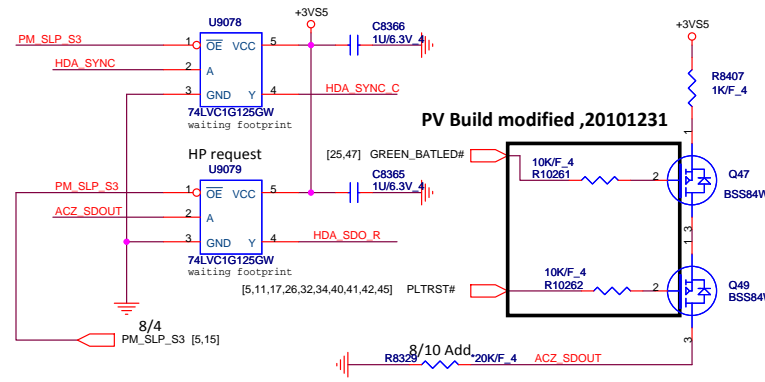 U9078
+3VS5
C8366
1U/6.3V_4
+3VS5
PM_SLP_S3
1
OE
VCC
5
HDA_SYNC
2
A
R8407
1K/F_4
3
GND
Y
4
HDA_SYNC_C
1
74LVC1G125GW
waiting footprint
PV Build modified ,20101231
HP request
U9079
[25,47]
GREEN_BATLED#
10K/F_4
R10261
2
Q47
BSS84W
PM_SLP_S3
1
OE
VCC
5
C8365
1U/6.3V_4
ACZ_SDOUT
2
A
3
3
GND
Y
4
HDA_SDO_R
1
74LVC1G125GW
waiting footprint
10K/F_4
R10262
2
Q49
BSS84W
[5,11,17,26,32,34,40,41,42,45]
PLTRST#
8/4
PM_SLP_S3
[5,15]
3
8/10 Add
R8329
*20K/F_4
ACZ_SDOUT